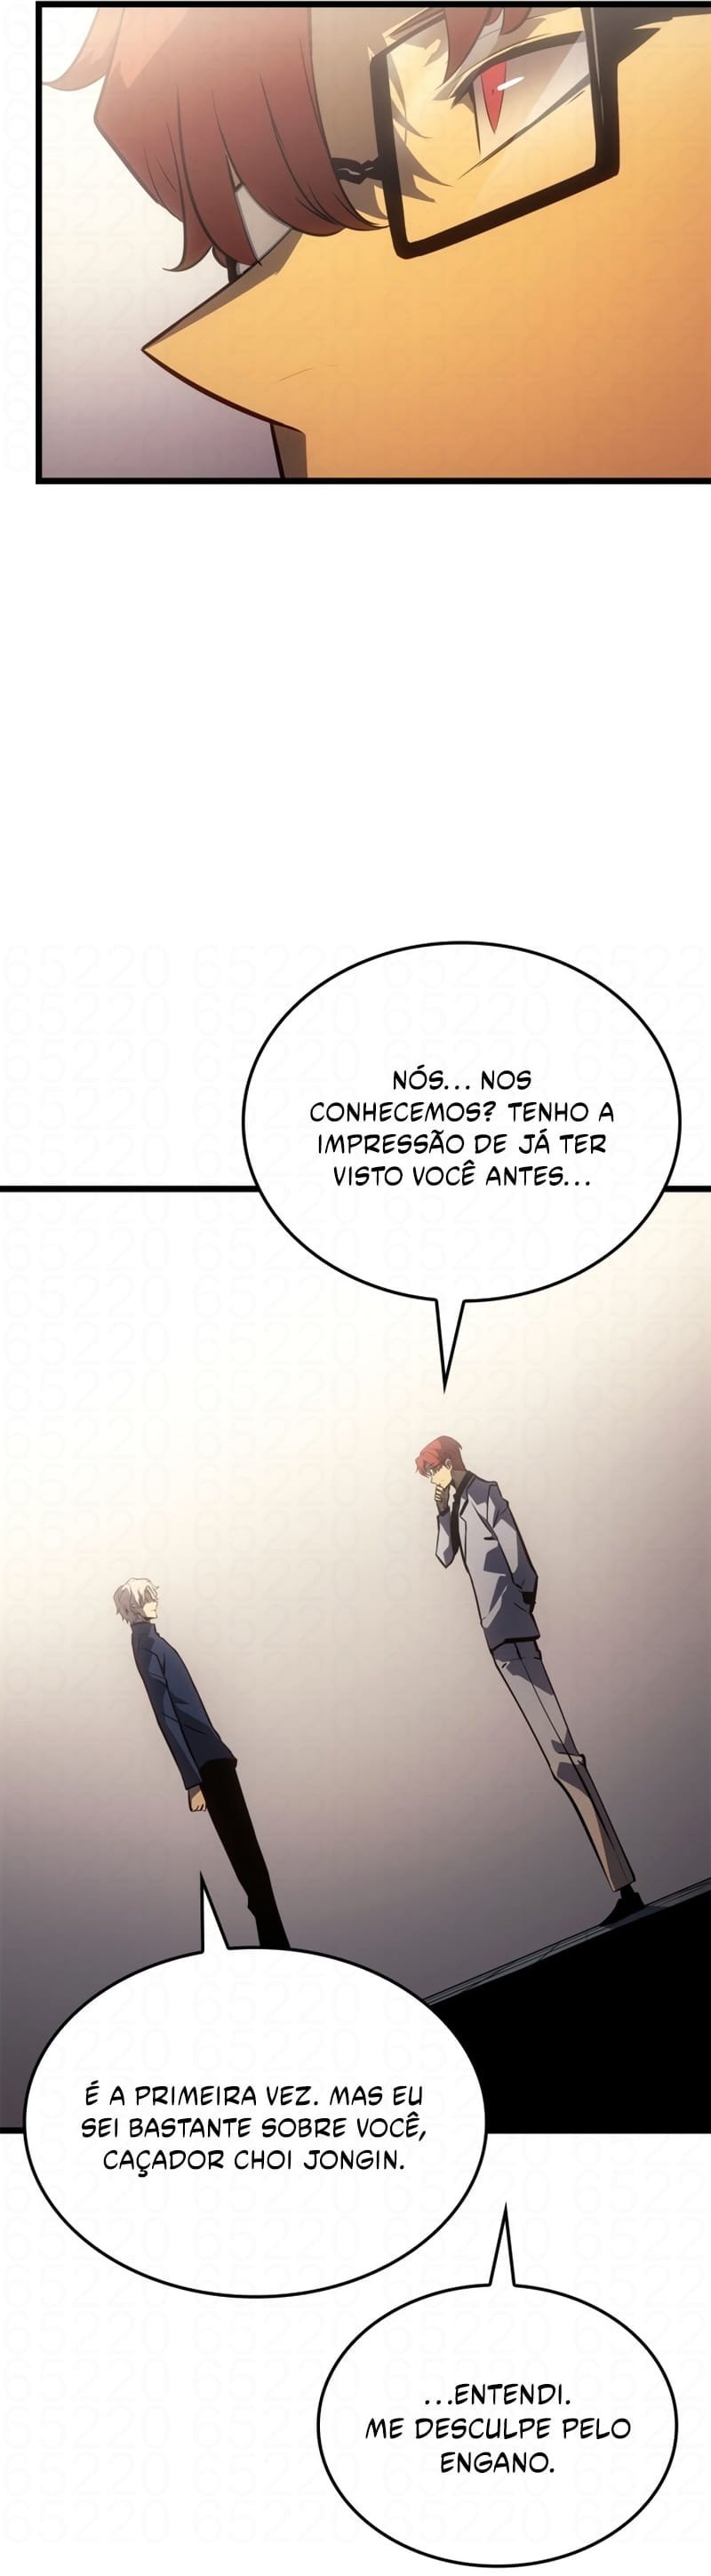 NÓS... NOS
CONHECEMOS? TENHO A
IMPRESSÃO DE JÁ TER
VISTO VOCÊ ANTES...
É A PRIMEIRA VEZ. MAS EU
SEI BASTANTE SOBRE VOCÊ,
CAÇADOR CHOI JONGIN.
...ENTENDI.
ME DESCULPE PELO
ENGANO.